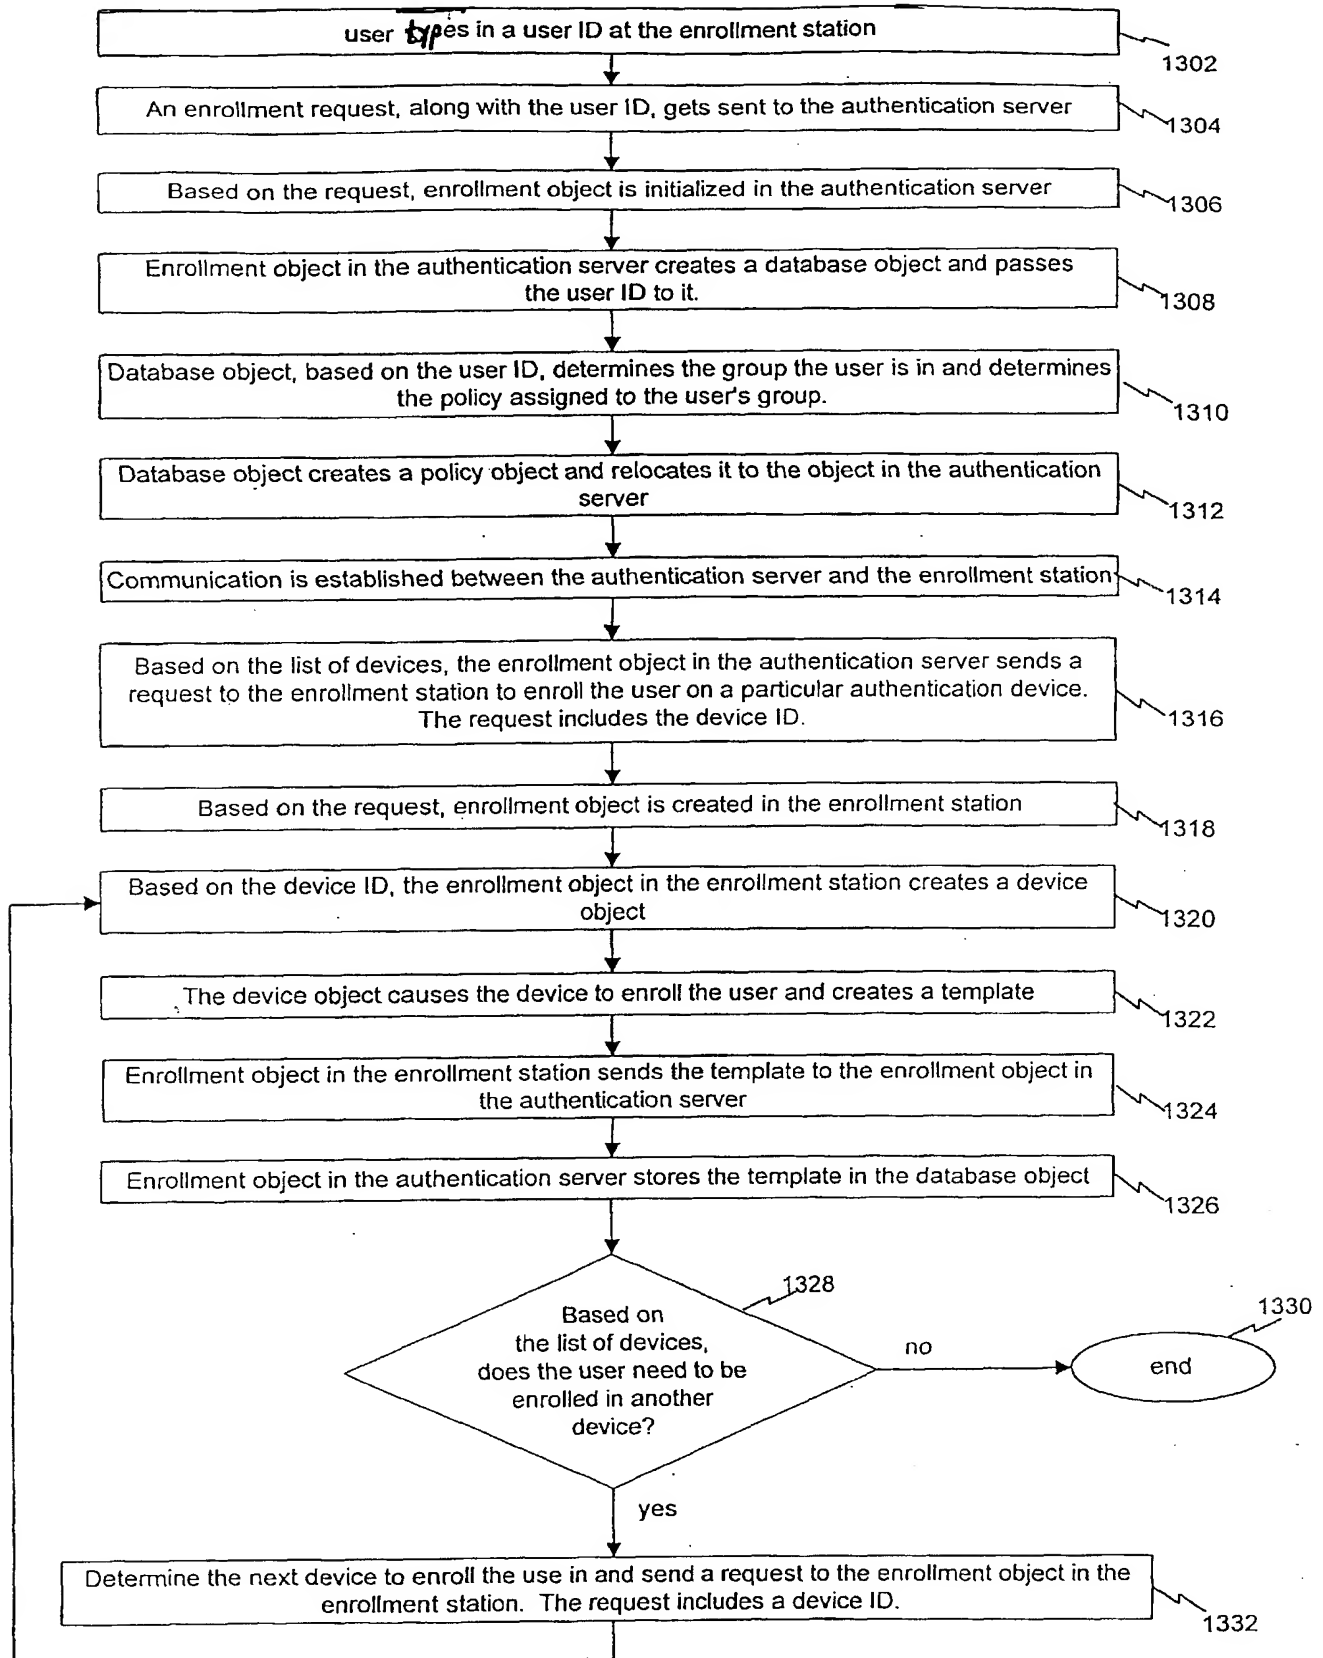 user types in a user ID at the enrollment station
1302
An enrollment request, along with the user ID, gets sent to the authentication server
1304
Based on the request, enrollment object is initialized in the authentication server
1306
Enrollment object in the authentication server creates a database object and passes
the user ID to it.
1308
Database object, based on the user ID, determines the group the user is in and determines
the policy assigned to the user's group.
1310
Database object creates a policy object and relocates it to the object in the authentication
server
1312
Communication is established between the authentication server and the enrollment station
1314
Based on the list of devices, the enrollment object in the authentication server sends a
request to the enrollment station to enroll the user on a particular authentication device.
The request includes the device ID.
1316
Based on the request, enrollment object is created in the enrollment station
1318
Based on the device ID, the enrollment object in the enrollment station creates a device
object
1320
The device object causes the device to enroll the user and creates a template
1322
Enrollment object in the enrollment station sends the template to the enrollment object in
the authentication server
1324
Enrollment object in the authentication server stores the template in the database object
1326
1328
Based on
the list of devices,
does the user need to be
enrolled in another
device?
no
1330
end
yes
Determine the next device to enroll the use in and send a request to the enrollment object in the
enrollment station. The request includes a device ID.
1332